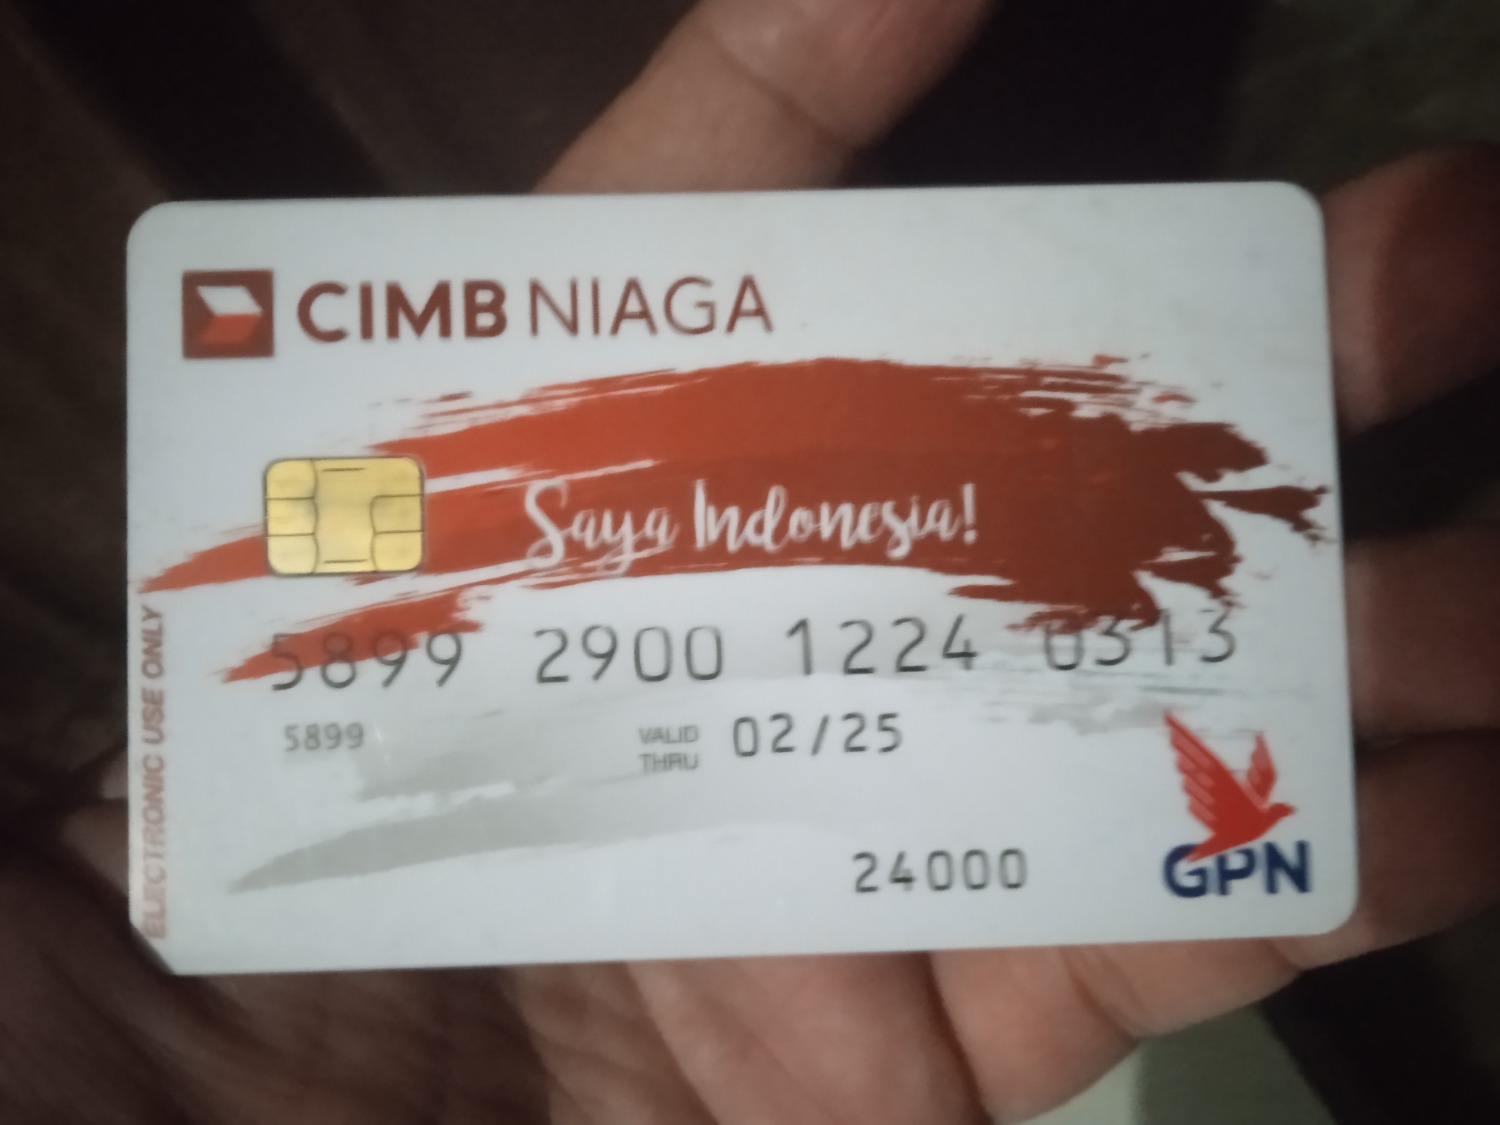 CIMB NIAGA
Saya Indonesia!
5899 2900 1224 0313
5899
VALID THRU 02/25
24000
GPN
ELECTRONIC USE ONLY